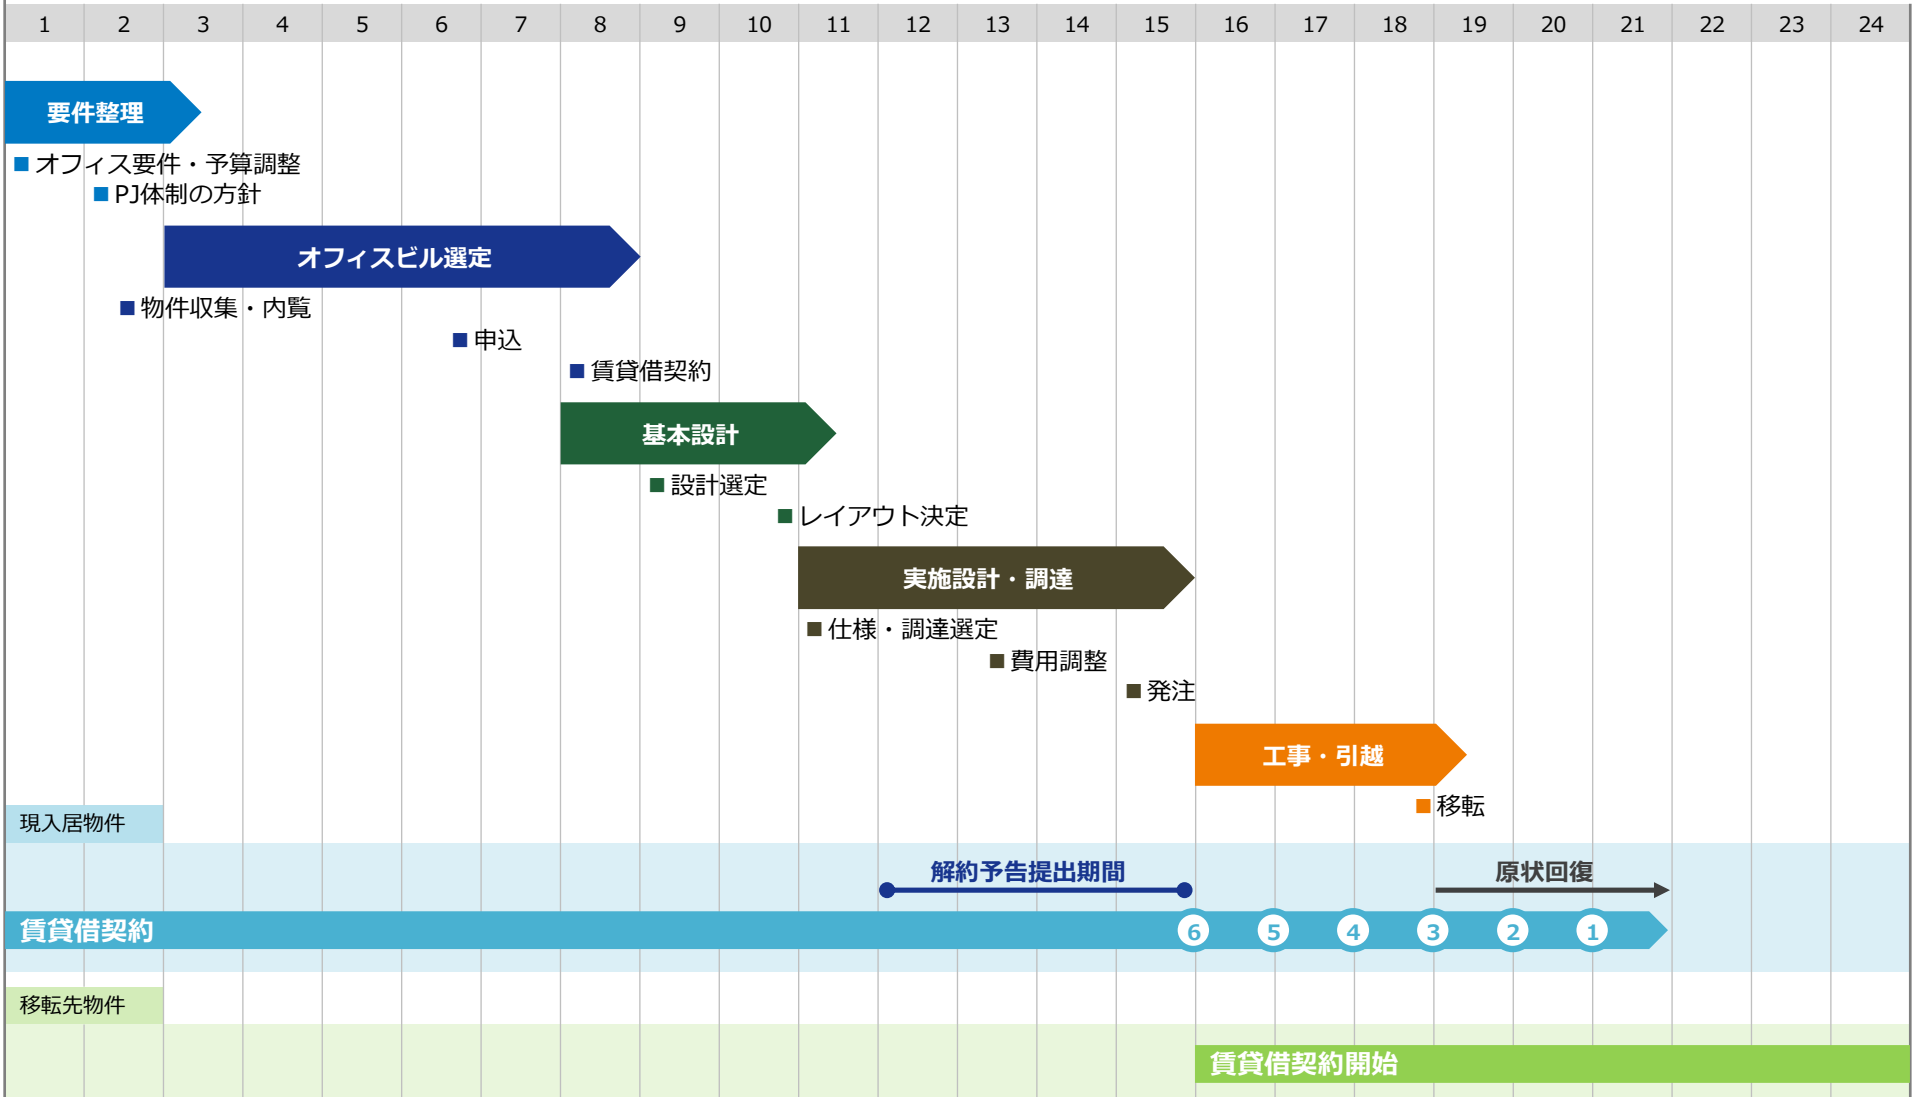 1 2 3 4 5 6 7 8 9 10 11 12 13 14 15 16 17 18 19 20 21 22 23 24
要件整理
■オフィス要件・予算調整
■PJ体制の方針
オフィスビル選定
■物件収集・内覧
■申込
■賃貸借契約
基本設計
■設計選定
■レイアウト決定
実施設計・調達
■仕様・調達選定
■費用調整
■発注
工事・引越
■移転
現入居物件
解約予告提出期間 原状回復
賃貸借契約 6 5 4 3 2 1
移転先物件
賃貸借契約開始